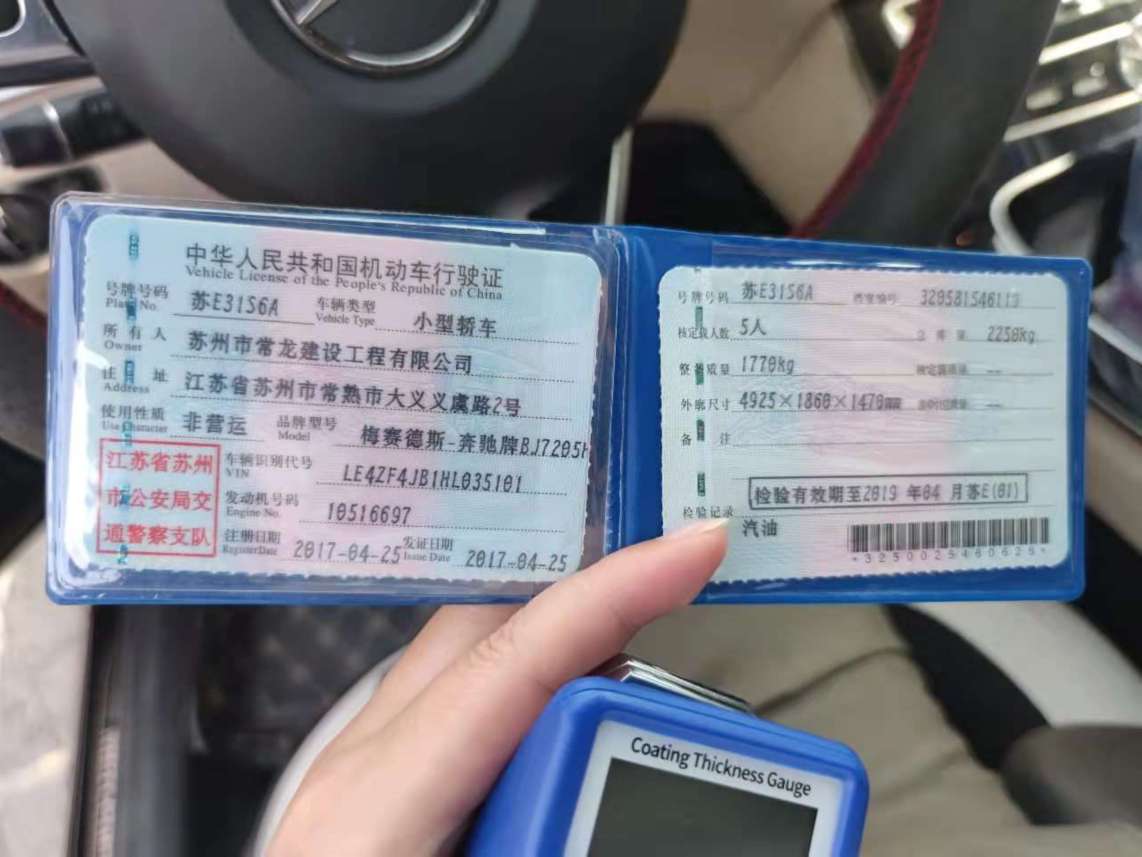 中华人民共和国机动车行驶证
Vehicle License of the People's Republic of China
号牌号码 苏E31S6A 车辆类型 小型轿车
Plate No. Vehicle Type
所有人 苏州市常龙建设工程有限公司
Owner
住址 江苏省苏州市常熟市大义义虞路2号
Address
使用性质 非营运 品牌型号 梅赛德斯-奔驰牌BJ7205H
Use Character Model
江苏省苏州
市公安局交
通警察支队
车辆识别代号 LE4ZF4JB1HL035101
VIN
发动机号码 10516697
Engine No.
注册日期 2017-04-25 发证日期 2017-04-25
Register Date Issue Date
号牌号码 苏E31S6A 档案编号 320581546113
核定载人数 5人 总质量 2250kg
整备质量 1770kg 核定载质量 --
外廓尺寸 4925×1860×1470mm --
备注
检验有效期至2019 年04 月苏E(01)
检验记录
汽油
*3250025460625*
Coating Thickness Gauge